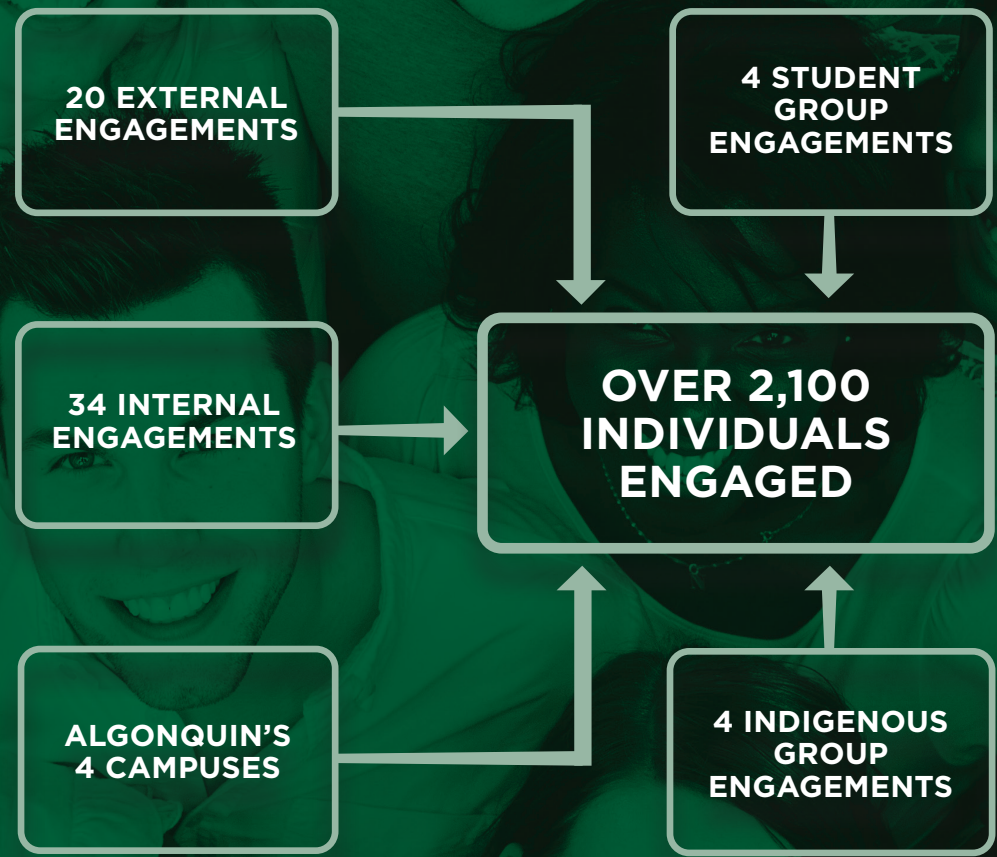 20 EXTERNAL
ENGAGEMENTS
4 STUDENT
GROUP
ENGAGEMENTS
34 INTERNAL
ENGAGEMENTS
OVER 2,100
INDIVIDUALS
ENGAGED
ALGONQUIN’S
4 CAMPUSES
4 INDIGENOUS
GROUP
ENGAGEMENTS